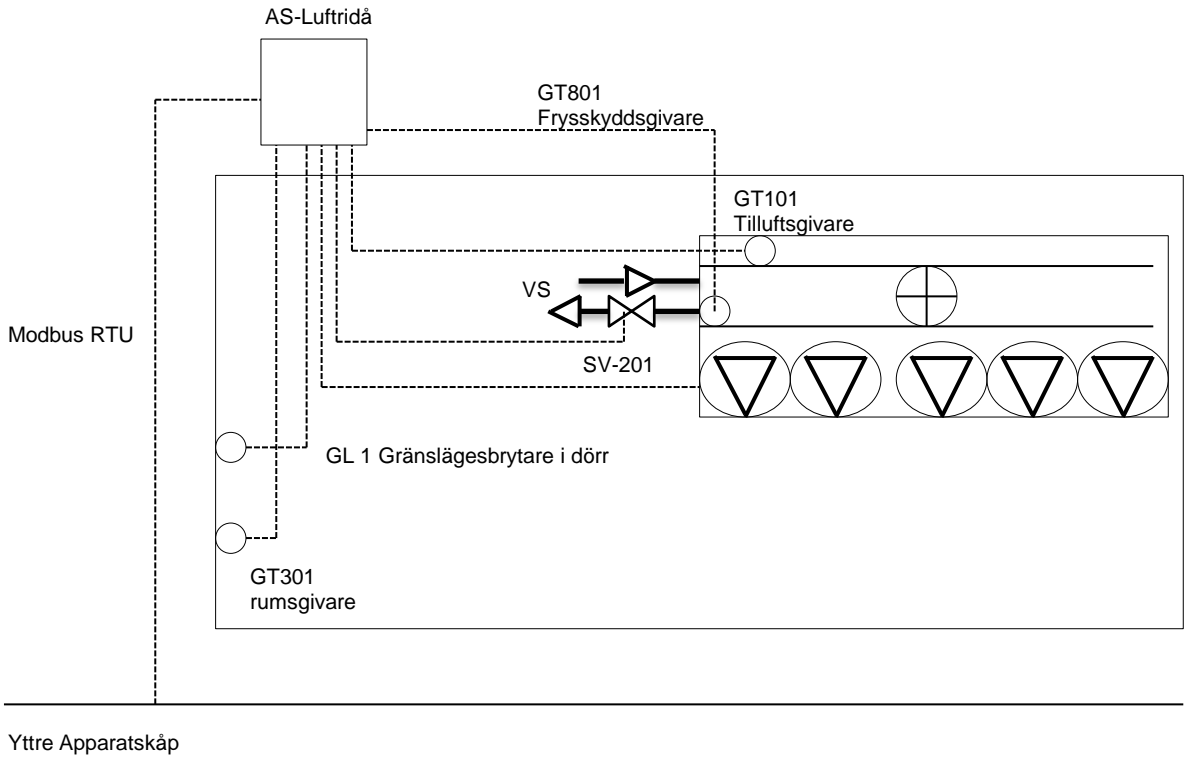 AS-Luftridå
GT801
Frysskyddsgivare
GT101
Tilluftsgivare
VS
Modbus RTU
SV-201
GL 1 Gränslägesbrytare i dörr
GT301
rumsgivare
Yttre Apparatskåp